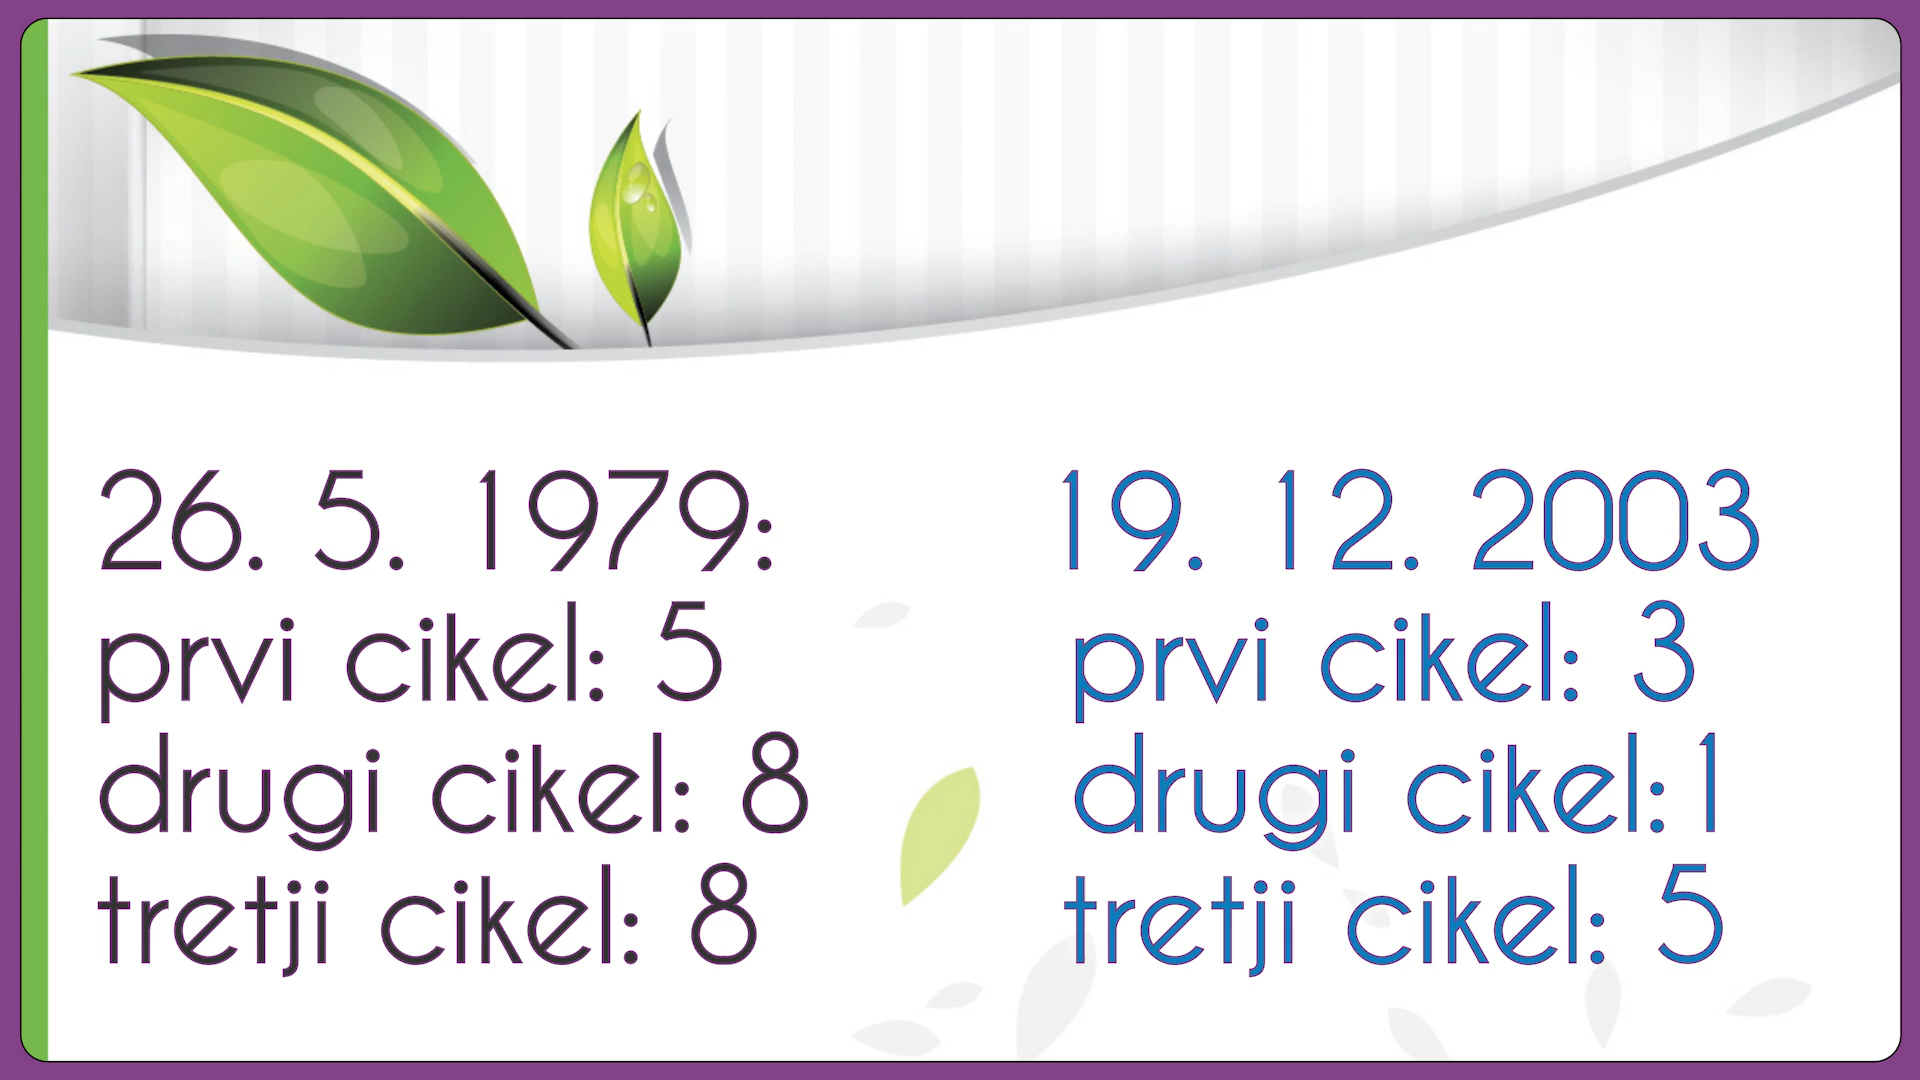 26. 5. 1979:
prvi cikel: 5
drugi cikel: 8
tretji cikel: 8
19. 12. 2003
prvi cikel: 3
drugi cikel: 1
tretji cikel: 5